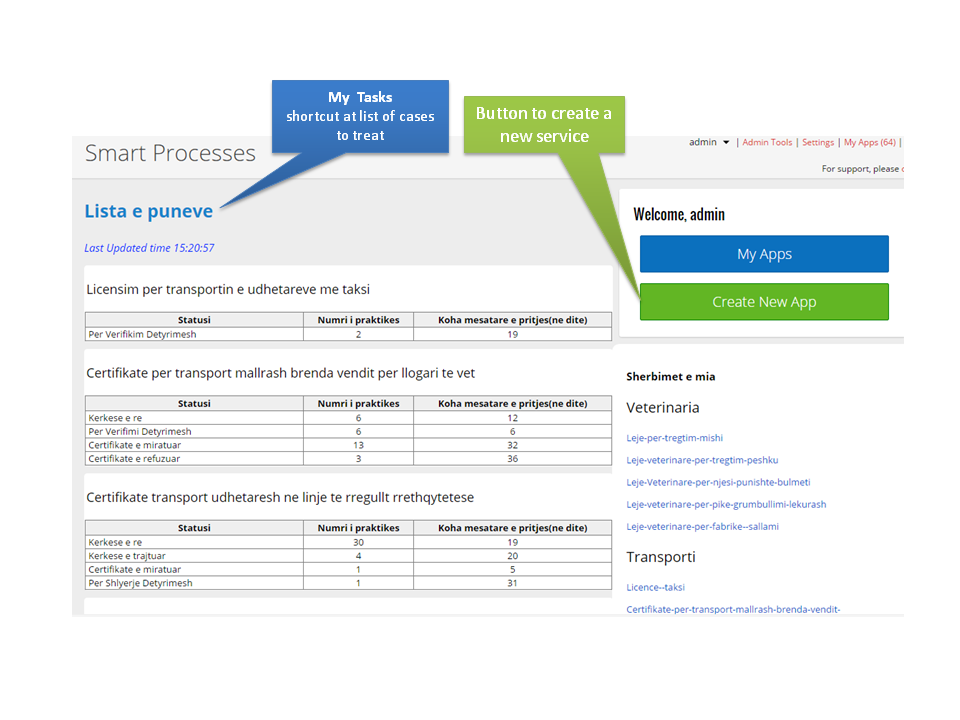 My Tasks
shortcut at list of cases
to treat
Button to create a
new service
Smart Processes
admin | Admin Tools | Settings | My Apps (64) |
For support, please
Lista e puneve
Last Updated time 15:20:57
Licensim per transportin e udhetareve me taksi
Statusi Numri i praktikes Koha mesatare e pritjes(ne dite)
Per Verifikim Detyrimesh 2 19
Certifikate per transport mallrash brenda vendit per llogari te vet
Statusi Numri i praktikes Koha mesatare e pritjes(ne dite)
Kerkese e re 6 12
Per Verifimi Detyrimesh 6 6
Certifikate e miratuar 13 32
Certifikate e refuzuar 3 36
Certifikate transport udhetaresh ne linje te rregullt rrethqytetese
Statusi Numri i praktikes Koha mesatare e pritjes(ne dite)
Kerkese e re 30 19
Kerkese e trajtuar 4 20
Certifikate e miratuar 1 5
Per Shlyerje Detyrimesh 1 31
Welcome, admin
My Apps
Create New App
Sherbimet e mia
Veterinaria
Leje-per-tregtim-mishi
Leje-veterinare-per-tregtim-peshku
Leje-Veterinare-per-njesi-punishte-bulmeti
Leje-veterinare-per-pike-grumbullimi-lekurash
Leje-veterinare-per-fabrike--sallami
Transporti
Licence--taksi
Certifikate-per-transport-mallrash-brenda-vendit-